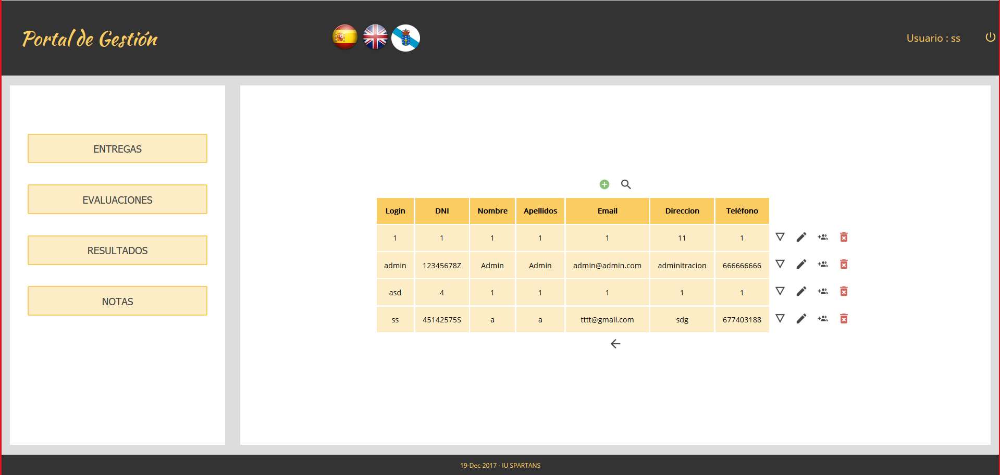 Portal de Gestión
Usuario : ss
ENTREGAS
EVALUACIONES
RESULTADOS
NOTAS
Login DNI Nombre Apellidos Email Direccion Teléfono
1 1 1 1 1 11 1
admin 12345678Z Admin Admin admin@admin.com adminitracion 666666666
asd 4 1 1 1 1 1
ss 45142575S a a tttt@gmail.com sdg 677403188
19-Dec-2017 - IU SPARTANS